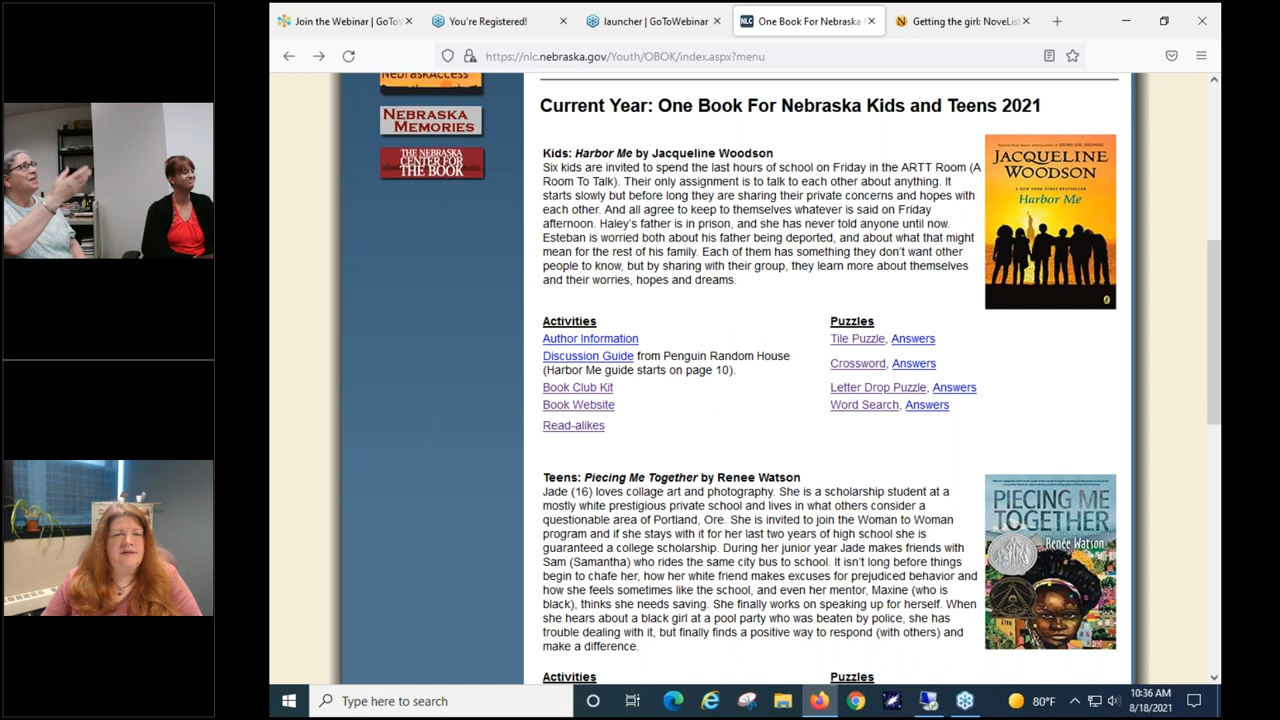 Join the Webinar | GoToW
You're Registered!
launcher | GoToWebinar
NLC
One Book For Nebraska
N
Getting the girl: NoveList
https://nlc.nebraska.gov/Youth/OBOK/index.aspx?menu
NebraskAccess
NEBRASKA
MEMORIES
THE NEBRASKA
CENTER FOR
THE BOOK
Current Year: One Book For Nebraska Kids and Teens 2021
Kids: Harbor Me by Jacqueline Woodson
Six kids are invited to spend the last hours of school on Friday in the ARTT Room (A
Room To Talk). Their only assignment is to talk to each other about anything. It
starts slowly but before long they are sharing their private concerns and hopes with
each other. And all agree to keep to themselves whatever is said on Friday
afternoon. Haley's father is in prison, and she has never told anyone until now.
Esteban is worried both about his father being deported, and about what that might
mean for the rest of his family. Each of them has something they don't want other
people to know, but by sharing with their group, they learn more about themselves
and their worries, hopes and dreams.
JACQUELINE
WOODSON
A NEW YORK TIMES BESTSELLER
Harbor Me
Activities
Author Information
Discussion Guide from Penguin Random House
(Harbor Me guide starts on page 10).
Book Club Kit
Book Website
Read-alikes
Puzzles
Tile Puzzle, Answers
Crossword, Answers
Letter Drop Puzzle, Answers
Word Search, Answers
Teens: Piecing Me Together by Renee Watson
Jade (16) loves collage art and photography. She is a scholarship student at a
mostly white prestigious private school and lives in what others consider a
questionable area of Portland, Ore. She is invited to join the Woman to Woman
program and if she stays with it for her last two years of high school she is
guaranteed a college scholarship. During her junior year Jade makes friends with
Sam (Samantha) who rides the same city bus to school. It isn't long before things
begin to chafe her, how her white friend makes excuses for prejudiced behavior and
how she feels sometimes like the school, and even her mentor, Maxine (who is
black), thinks she needs saving. She finally works on speaking up for herself. When
she hears about a black girl at a pool party who was beaten by police, she has
trouble dealing with it, but finally finds a positive way to respond (with others) and
make a difference.
PIECING ME
TOGETHER
Renée Watson
Activities
Puzzles
Type here to search
80°F
10:36 AM
8/18/2021